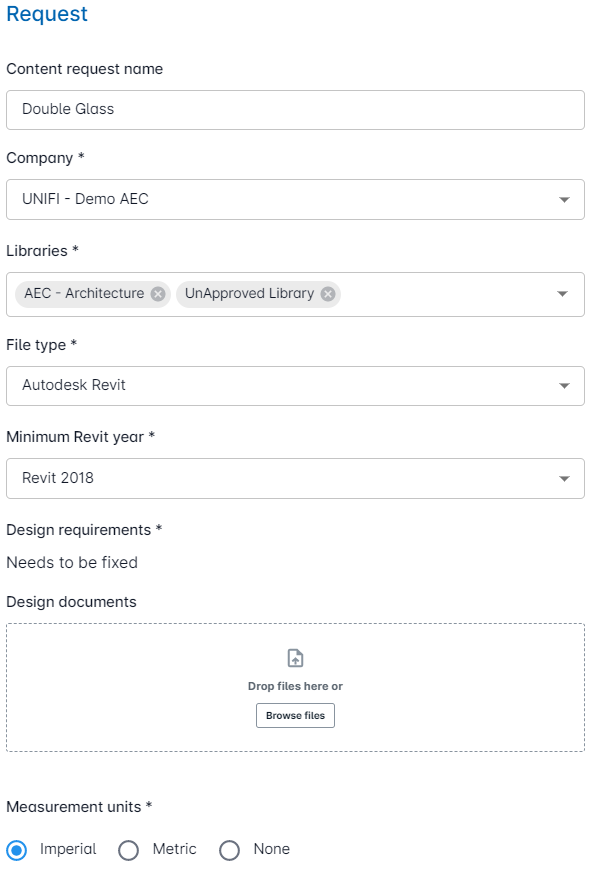 Request
Content request name
Double Glass
Company *
UNIFI - Demo AEC
Libraries *
AEC - Architecture UnApproved Library
File type *
Autodesk Revit
Minimum Revit year *
Revit 2018
Design requirements *
Needs to be fixed
Design documents
Drop files here or
Browse files
Measurement units *
Imperial Metric None